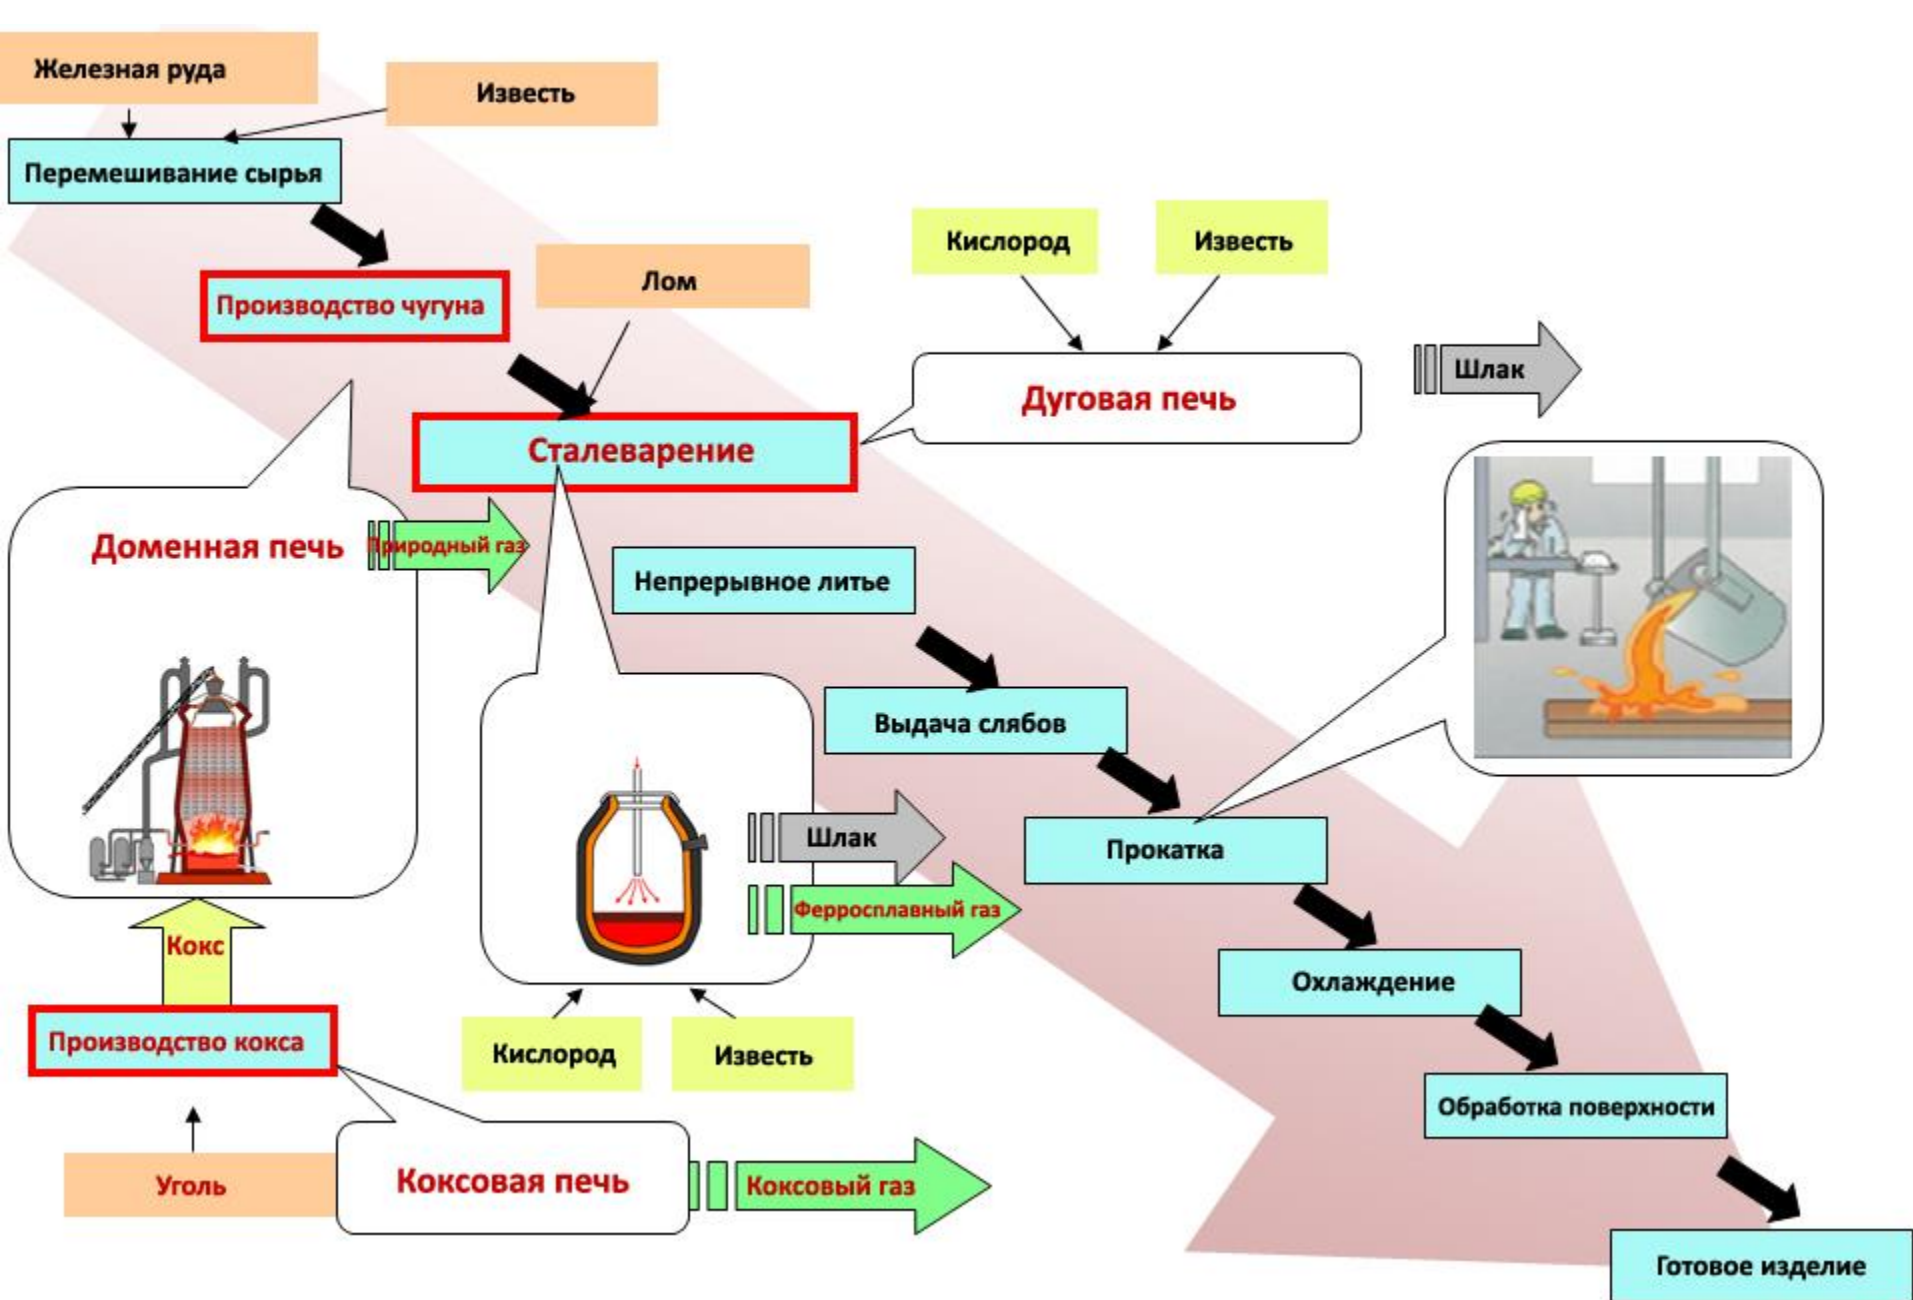 Железная руда
Известь
Перемешивание сырья
Кислород
Известь
Лом
Производство чугуна
Шлак
Дуговая печь
Сталеварение
Доменная печь
Природный газ
Непрерывное литье
Выдача слябов
Шлак
Прокатка
Ферросплавный газ
Кокс
Охлаждение
Производство кокса
Кислород
Известь
Обработка поверхности
Уголь
Коксовая печь
Коксовый газ
Готовое изделие